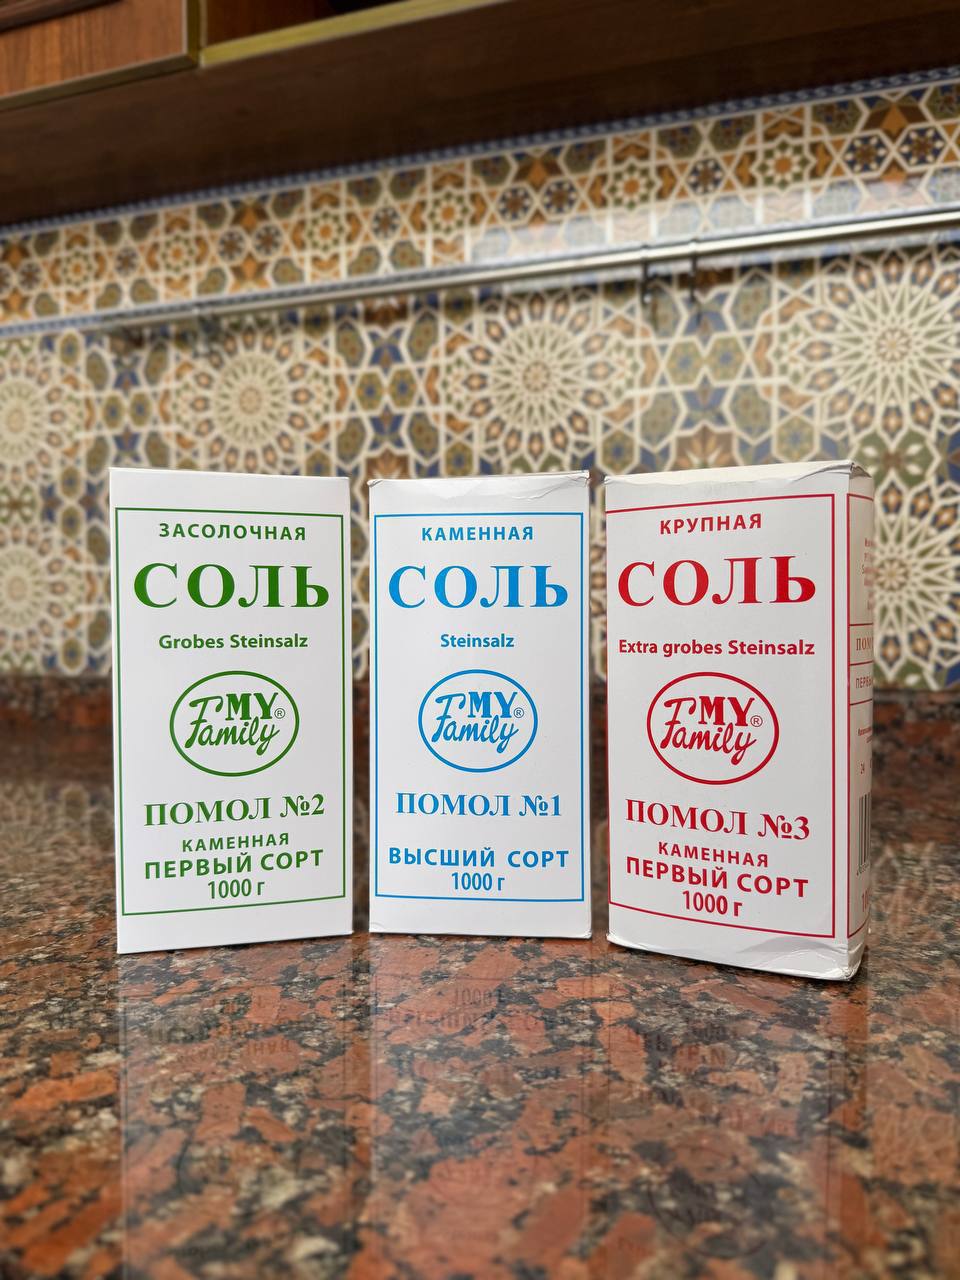 ЗАСОЛОЧНАЯ
СОЛЬ
Grobes Steinsalz
MY
Family®
ПОМОЛ №2
КАМЕННАЯ
ПЕРВЫЙ СОРТ
1000 г
КАМЕННАЯ
СОЛЬ
Steinsalz
MY
Family®
ПОМОЛ №1
ВЫСШИЙ СОРТ
1000 г
КРУПНАЯ
СОЛЬ
Extra grobes Steinsalz
MY
Family®
ПОМОЛ №3
КАМЕННАЯ
ПЕРВЫЙ СОРТ
1000 г